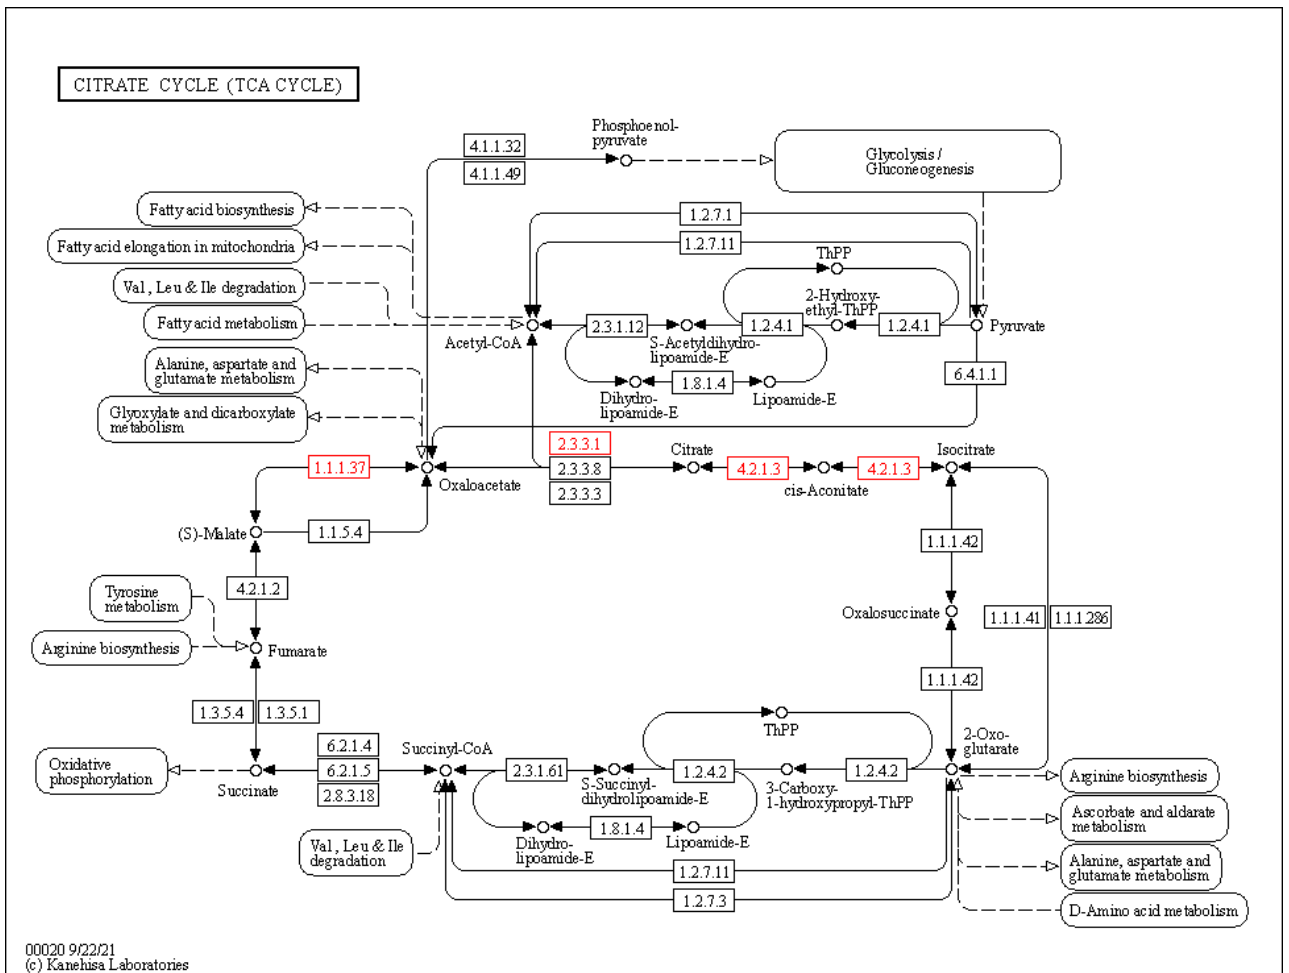 CITRATE CYCLE (TCA CYCLE)
Phosphoenol-
pyruvate
4.1.1.32
4.1.1.49
Glycolysis /
Gluconeogenesis
Fatty acid biosynthesis
1.2.7.1
Fatty acid elongation in mitochondria
1.2.7.11
ThPP
Val, Leu & Ile degradation
2-Hydroxy-
ethyl-ThPP
Fatty acid metabolism
2.3.1.12
1.2.4.1
1.2.4.1
Pyruvate
Acetyl-CoA
S-Acetyldihydro-
lipoamide-E
Alanine, aspartate and
glutamate metabolism
6.4.1.1
1.8.1.4
Dihydro-
lipoamide-E
Lipoamide-E
Glyoxylate and dicarboxylate
metabolism
2.3.3.1
Citrate
Isocitrate
1.1.1.37
2.3.3.8
4.2.1.3
4.2.1.3
Oxaloacetate
2.3.3.3
cis-Aconitate
(S)-Malate
1.1.5.4
1.1.1.42
4.2.1.2
Tyrosine
metabolism
Oxalosuccinate
1.1.1.41
1.1.1.286
Arginine biosynthesis
Fumarate
1.1.1.42
1.3.5.4
1.3.5.1
ThPP
2-Oxo-
glutarate
6.2.1.4
Succinyl-CoA
Oxidative
phosphorylation
6.2.1.5
2.3.1.61
1.2.4.2
1.2.4.2
Arginine biosynthesis
Succinate
2.8.3.18
S-Succinyl-
dihydrolipoamide-E
3-Carboxy-
1-hydroxypropyl-ThPP
Ascorbate and aldarate
metabolism
1.8.1.4
Val, Leu & Ile
degradation
Dihydro-
lipoamide-E
Lipoamide-E
Alanine, aspartate and
glutamate metabolism
1.2.7.11
1.2.7.3
D-Amino acid metabolism
00020 9/22/21
(c) Kanehisa Laboratories